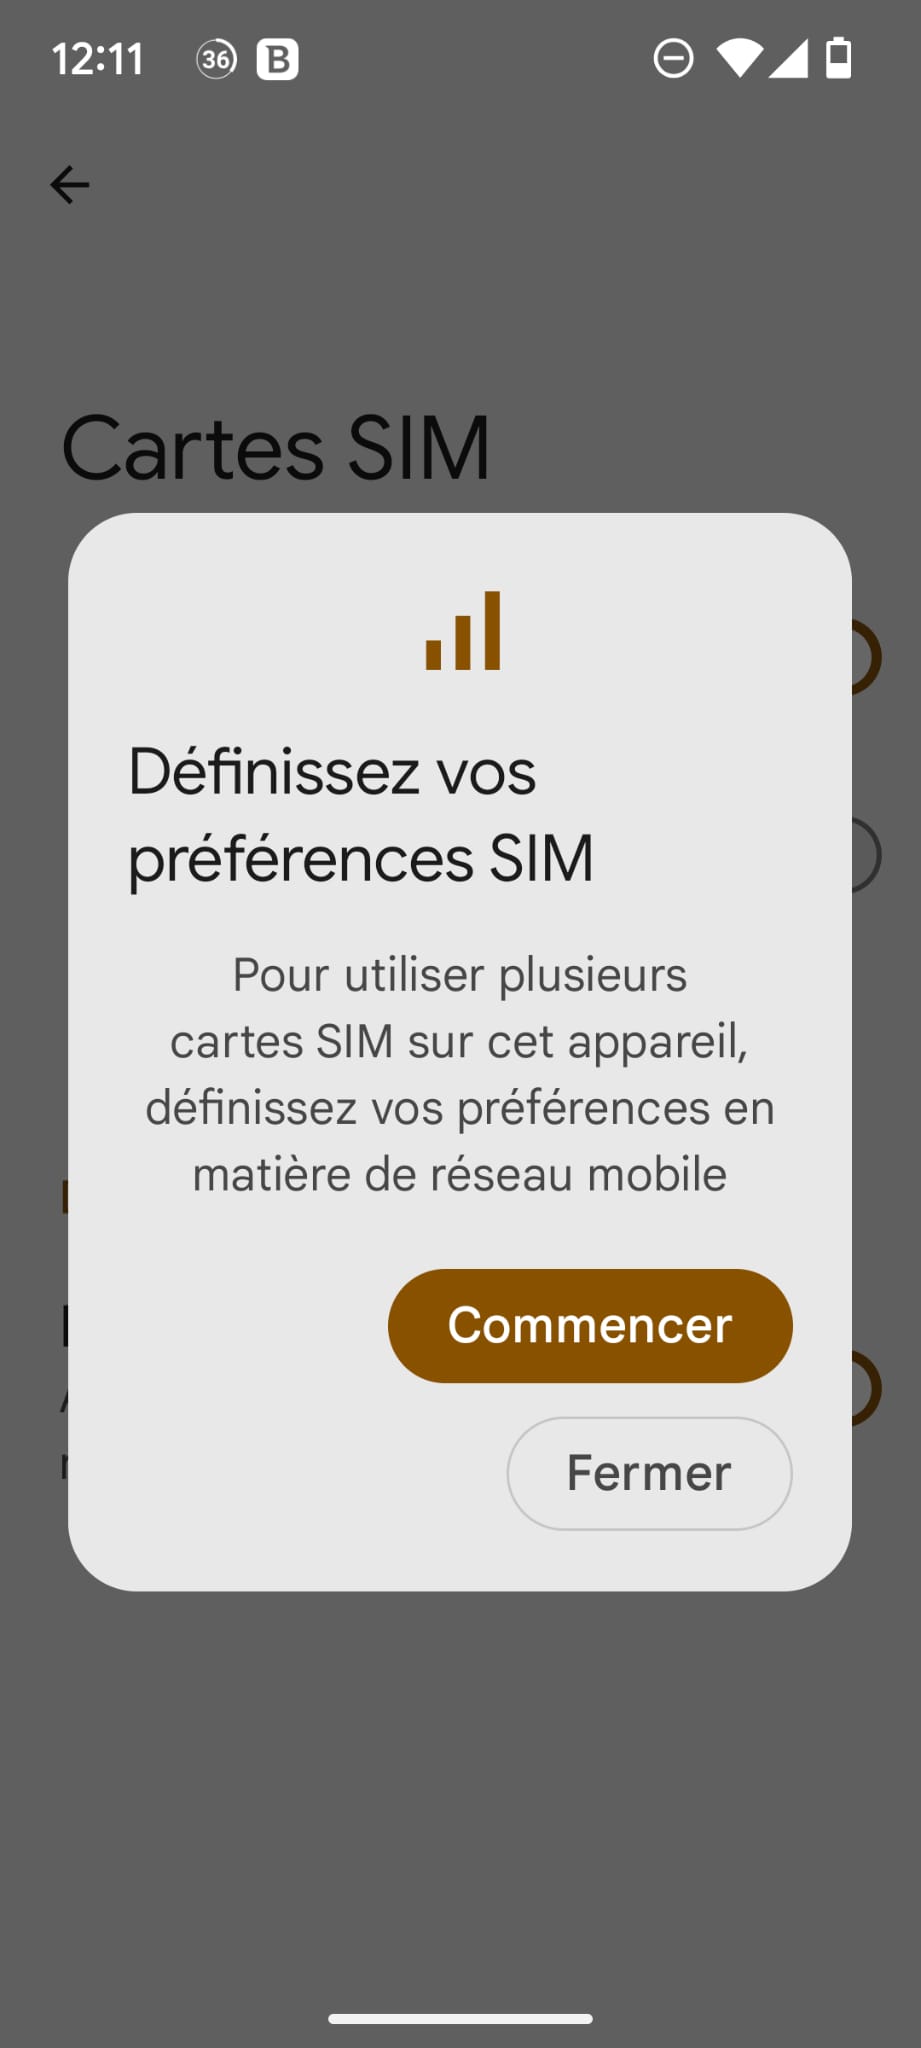 12:11
36
B
Cartes SIM
Définissez vos
préférences SIM
Pour utiliser plusieurs
cartes SIM sur cet appareil,
définissez vos préférences en
matière de réseau mobile
Commencer
Fermer